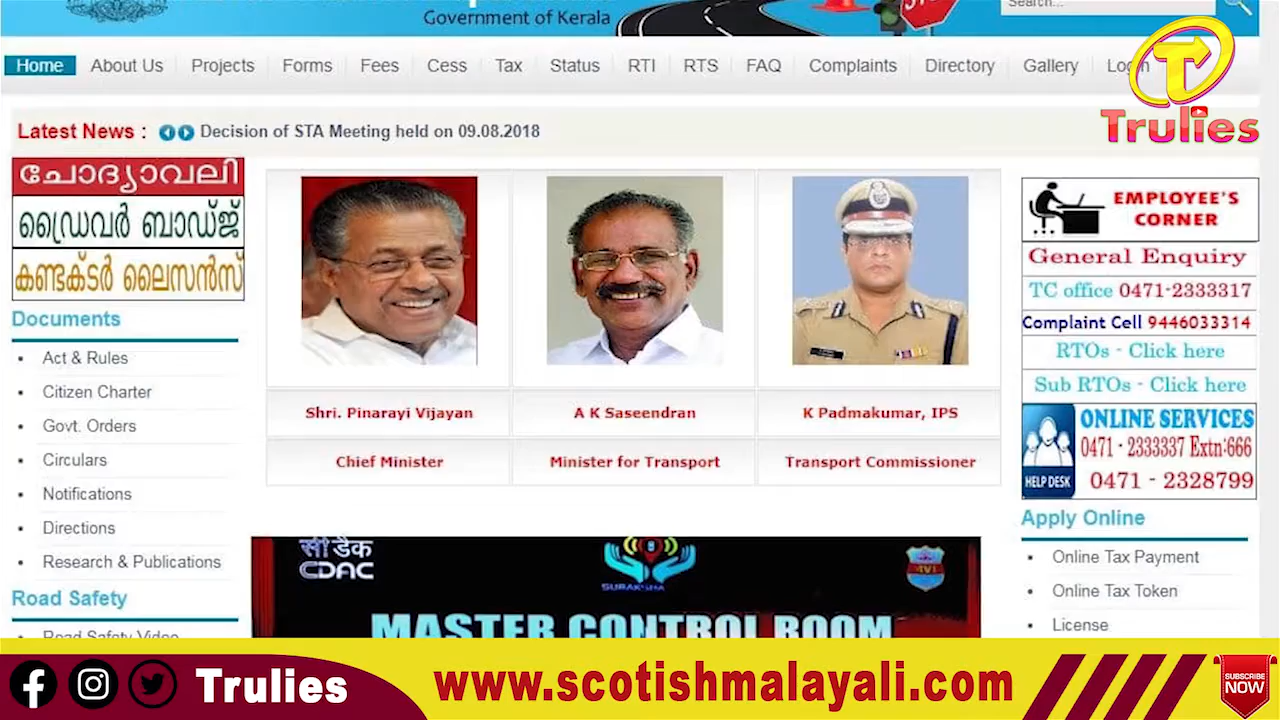 Government of Kerala
Search...
Home About Us Projects Forms Fees Cess Tax Status RTI RTS FAQ Complaints Directory Gallery Login
Trulies
Latest News : Decision of STA Meeting held on 09.08.2018
ചോദ്യാവലി
ഡ്രൈവർ ബാഡ്ജ്
കണ്ടക്ടർ ലൈസൻസ്
Documents
Act & Rules
Citizen Charter
Govt. Orders
Circulars
Notifications
Directions
Research & Publications
Road Safety
Road Safety Video
Shri. Pinarayi Vijayan
A K Saseendran
K Padmakumar, IPS
Chief Minister
Minister for Transport
Transport Commissioner
सी डैक
CDAC
SURAKSHA
MVD
MASTER CONTROL ROOM
EMPLOYEE'S
CORNER
General Enquiry
TC office 0471-2333317
Complaint Cell 9446033314
RTOs - Click here
Sub RTOs - Click here
ONLINE SERVICES
0471 - 2333337 Extn:666
HELP DESK
0471 - 2328799
Apply Online
Online Tax Payment
Online Tax Token
License
Trulies
www.scotishmalayali.com
SUBSCRIBE
NOW